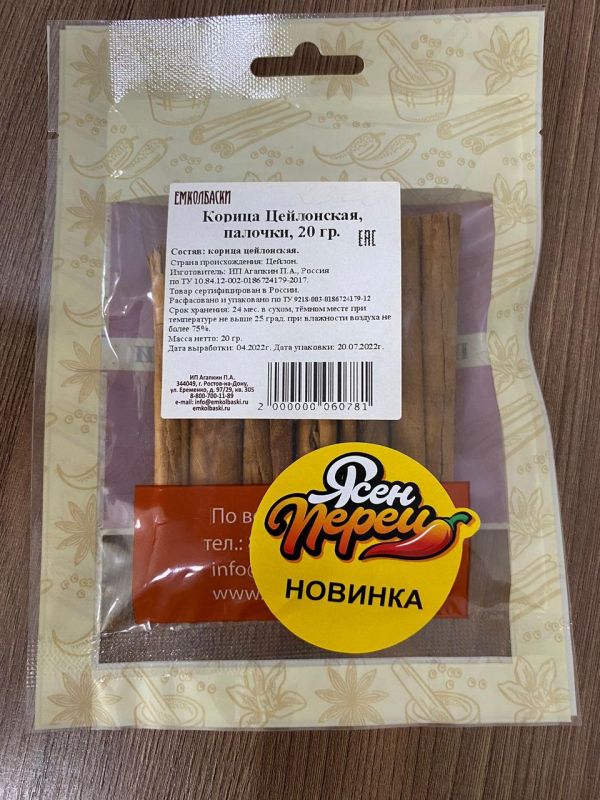 ЕМКОЛБАСКИ
Корица Цейлонская,
палочки, 20 гр.
EAC
Состав: корица цейлонская.
Страна происхождения: Цейлон.
Изготовитель: ИП Агапкин П.А., Россия
по ТУ 10.84.12-002-0186724179-2017.
Товар сертифицирован в России.
Расфасовано и упаковано по ТУ 9218-003-0186724179-12
Срок хранения: 24 мес. в сухом, тёмном месте при
температуре не выше 25 град. при влажности воздуха не
более 75%.
Масса нетто: 20 гр.
Дата выработки: 04.2022г. Дата упаковки: 20.07.2022г.
ИП Агапкин П.А.
344049, г. Ростов-на-Дону,
ул. Еременко, д. 97/29, кв. 305
8-800-700-11-89
e-mail: info@emkolbaski.ru
emkolbaski.ru
2 000000 060781
По
тел.:
info@
www.
Ясен
Перец
НОВИНКА